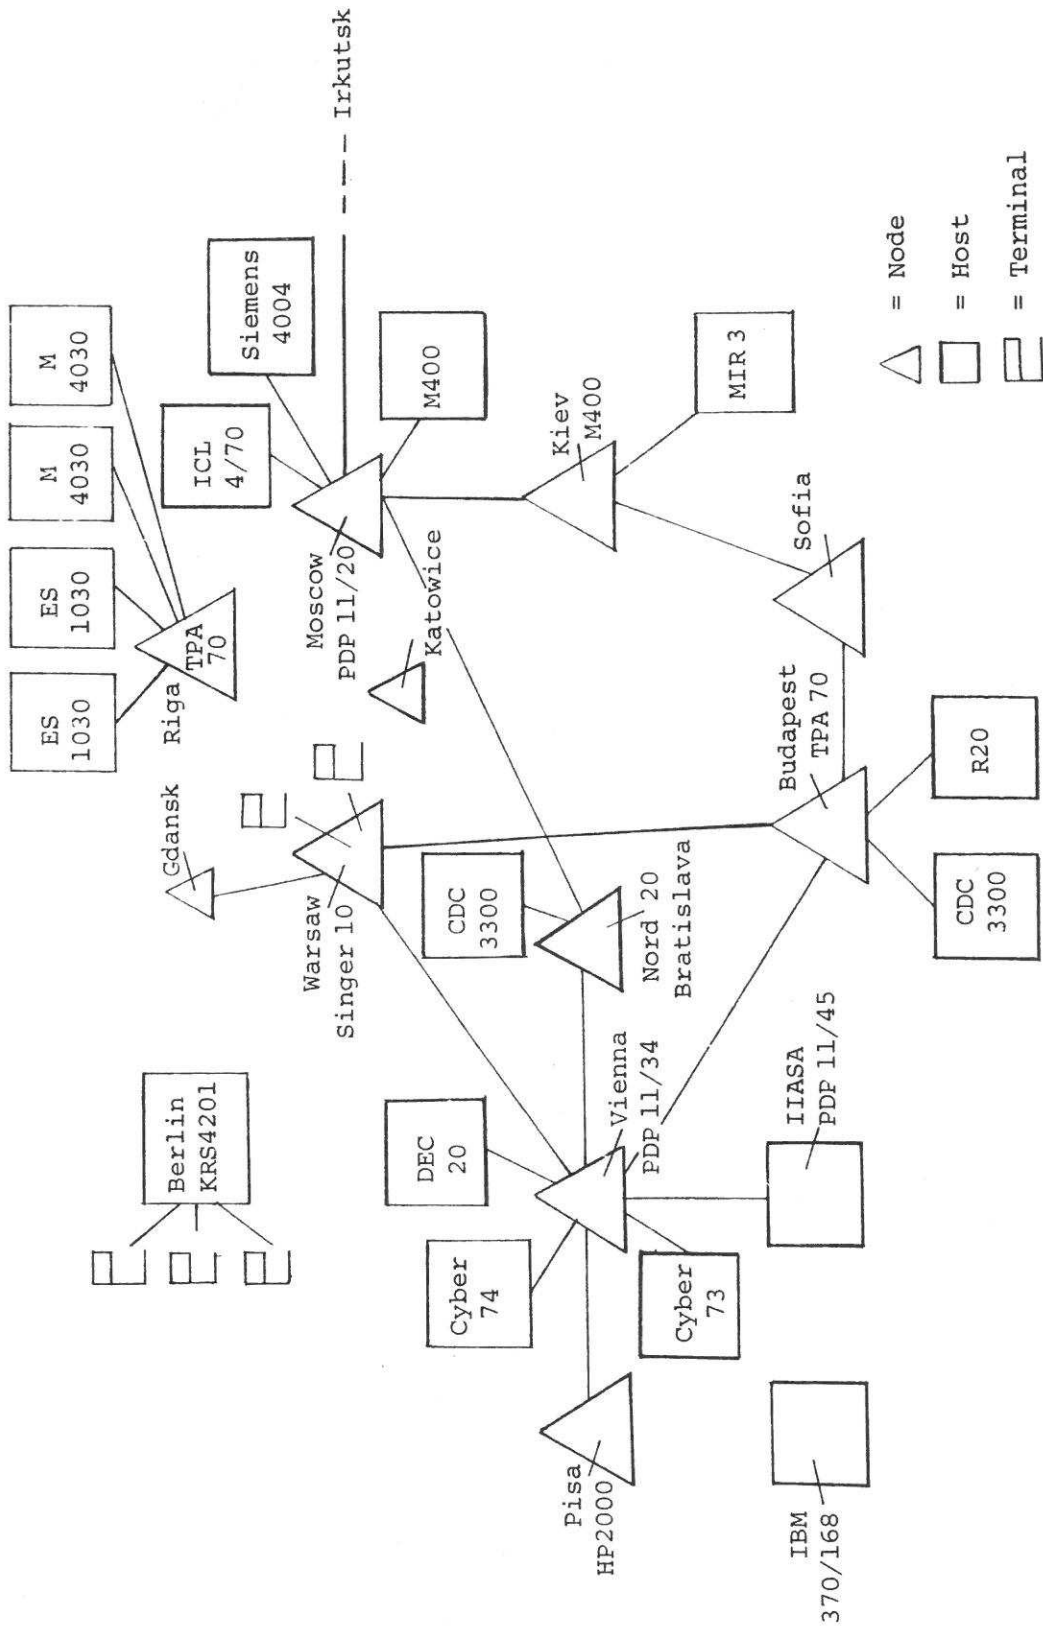 ES
1030
ES
1030
M
4030
M
4030
Riga
TPA
70
Gdansk
Berlin
KRS4201
ICL
4/70
Siemens
4004
Irkutsk
Moscow
PDP 11/20
M400
Katowice
Warsaw
Singer 10
CDC
3300
Nord 20
Bratislava
DEC
20
Cyber
74
Vienna
PDP 11/34
Cyber
73
Pisa
HP2000
Kiev
M400
MIR 3
Sofia
Budapest
TPA 70
R20
CDC
3300
IIASA
PDP 11/45
IBM
370/168
= Node
= Host
= Terminal